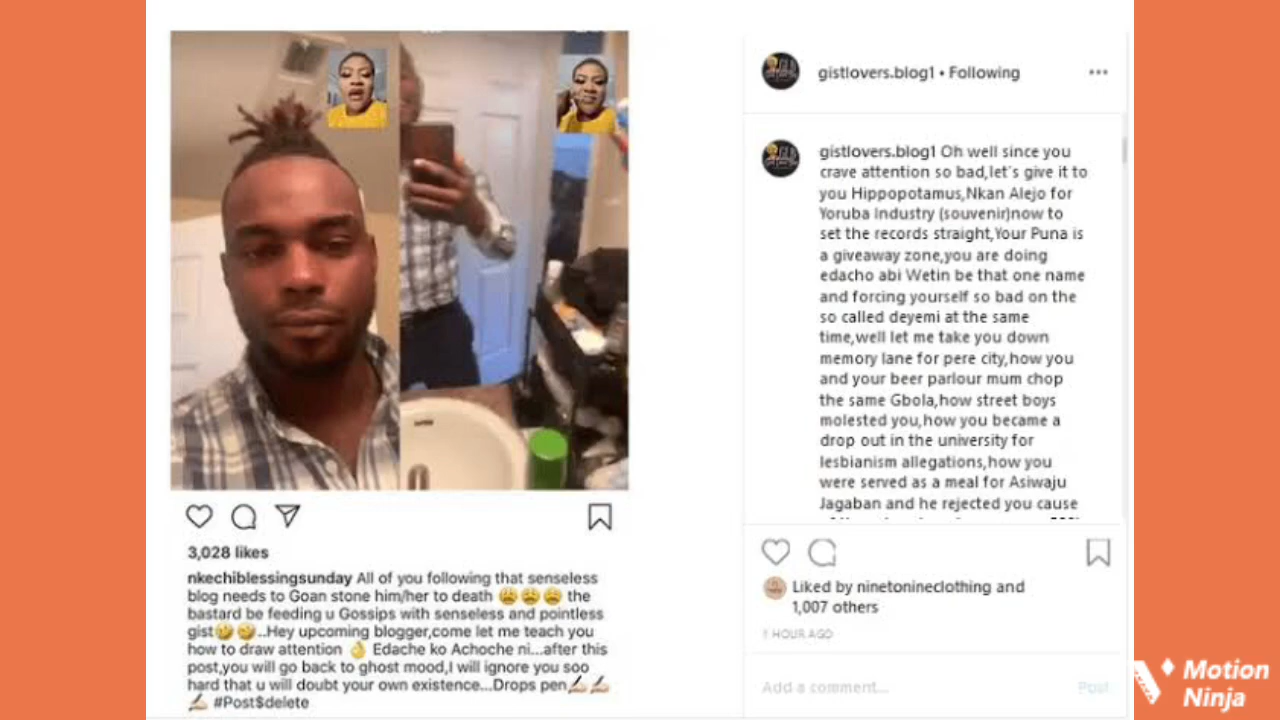 3,028 likes
nkechiblessingsunday All of you following that senseless
blog needs to Goan stone him/her to death 😩😩😩 the
bastard be feeding u Gossips with senseless and pointless
gist🤣🤣..Hey upcoming blogger,come let me teach you
how to draw attention 👌 Edache ko Achoche ni...after this
post,you will go back to ghost mood,I will ignore you soo
hard that u will doubt your own existence...Drops pen✍🏻✍🏻
✍🏻 #Post$delete
gistlovers.blog1 • Following
gistlovers.blog1 Oh well since you
crave attention so bad,let's give it to
you Hippopotamus,Nkan Alejo for
Yoruba Industry (souvenir)now to
set the records straight,Your Puna is
a giveaway zone,you are doing
edacho abi Wetin be that one name
and forcing yourself so bad on the
so called deyemi at the same
time,well let me take you down
memory lane for pere city,how you
and your beer parlour mum chop
the same Gbola,how street boys
molested you,how you became a
drop out in the university for
lesbianism allegations,how you
were served as a meal for Asiwaju
Jagaban and he rejected you cause
Liked by ninetonineclothing and
1,007 others
1 HOUR AGO
Add a comment...
Post
Motion
Ninja